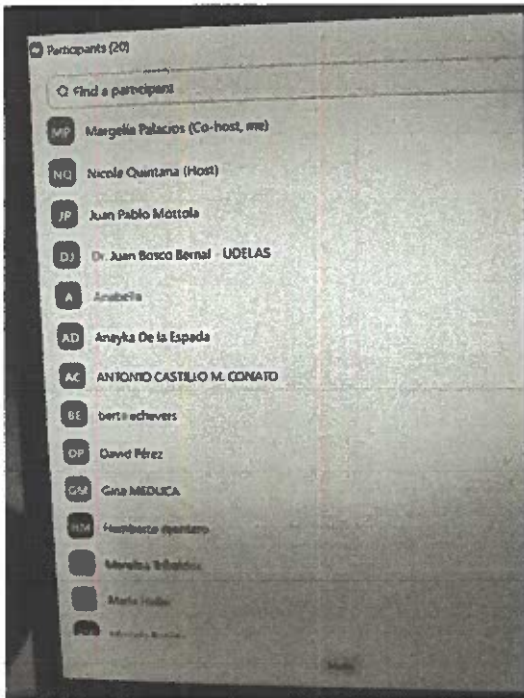 Participants (20)
Find a participant
MP Margelia Palacios (Co-host, me)
NQ Nicole Quintana (Host)
JP Juan Pablo Mottola
DJ Dr. Juan Bosco Bernal - UDELAS
A Anabella
AD Anayka De la Espada
AC ANTONIO CASTILLO M. CONATO
BE echevers
DP David Pérez
GM Gina MEDUCA
Humberto